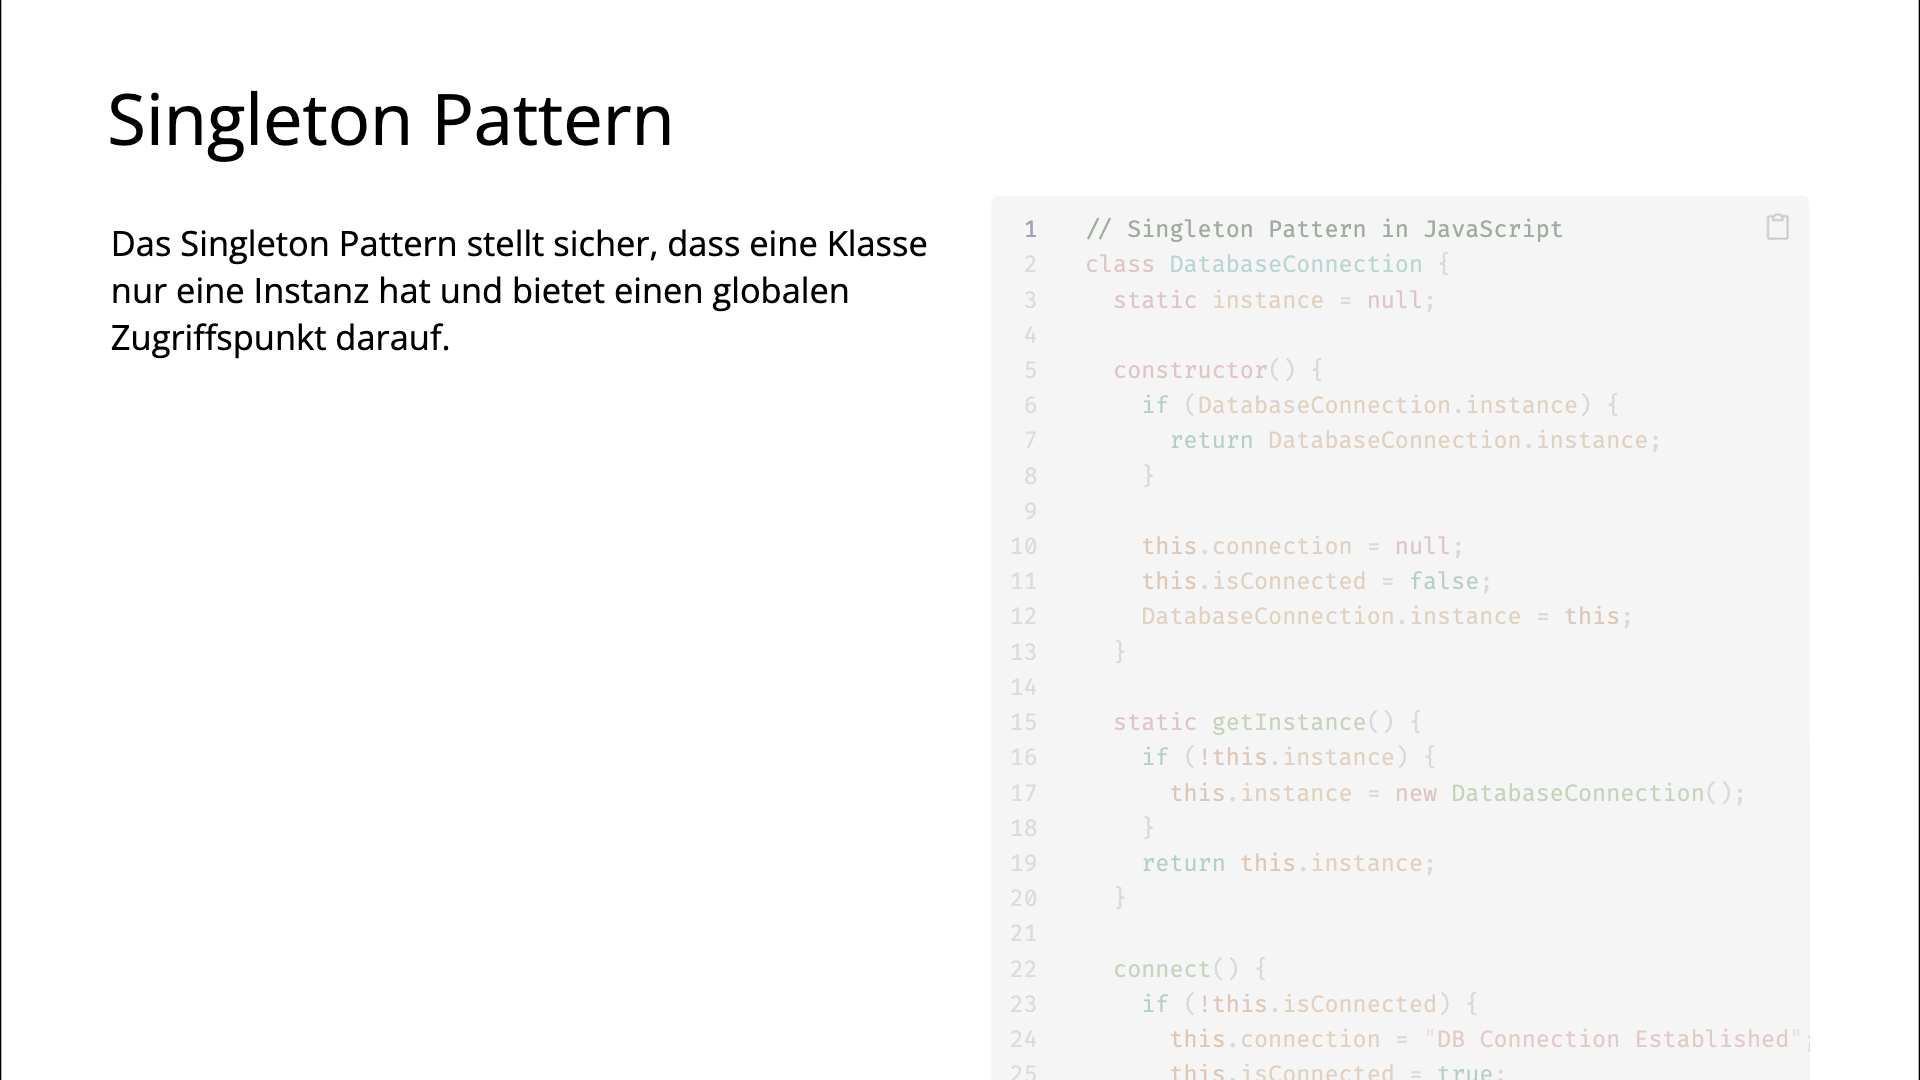 Singleton Pattern
Das Singleton Pattern stellt sicher, dass eine Klasse
nur eine Instanz hat und bietet einen globalen
Zugriffspunkt darauf.
1 // Singleton Pattern in JavaScript
2 class DatabaseConnection {
3 static instance = null;
4
5 constructor() {
6 if (DatabaseConnection.instance) {
7 return DatabaseConnection.instance;
8 }
9
10 this.connection = null;
11 this.isConnected = false;
12 DatabaseConnection.instance = this;
13 }
14
15 static getInstance() {
16 if (!this.instance) {
17 this.instance = new DatabaseConnection();
18 }
19 return this.instance;
20 }
21
22 connect() {
23 if (!this.isConnected) {
24 this.connection = "DB Connection Established";
25 this.isConnected = true;